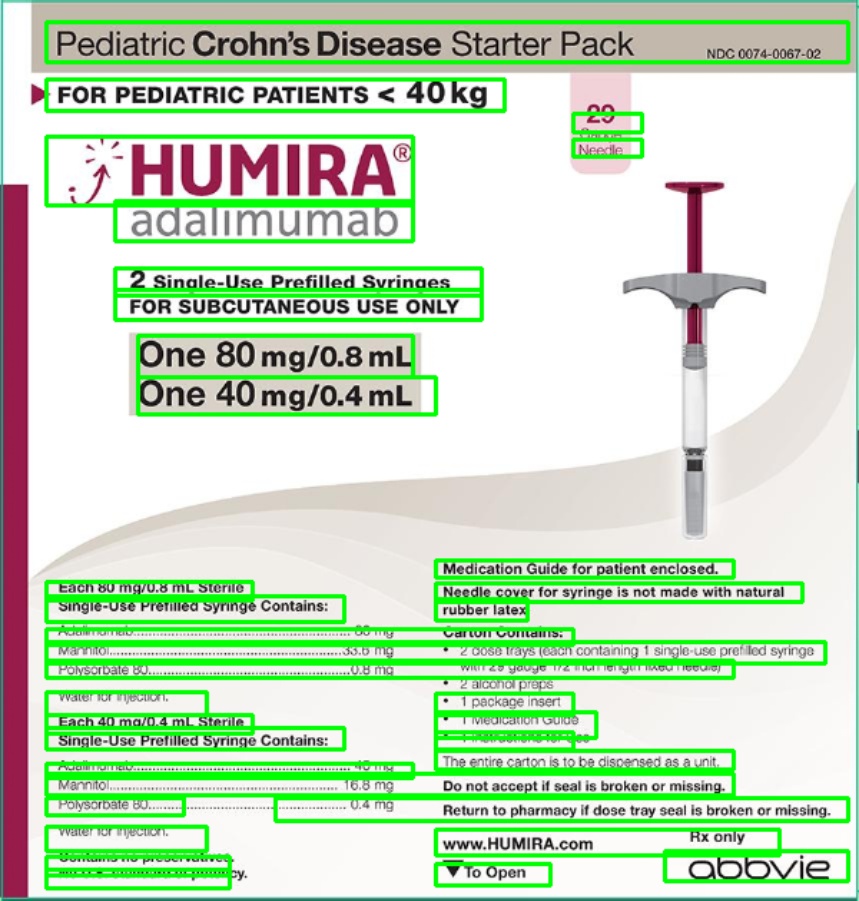 Pediatric Crohn's Disease Starter Pack
NDC 0074-0067-02
FOR PEDIATRIC PATIENTS < 40 kg
29
Gauge
Needle
HUMIRA®
adalimumab
2 Single-Use Prefilled Syringes
FOR SUBCUTANEOUS USE ONLY
One 80 mg/0.8 mL
One 40 mg/0.4 mL
Each 80 mg/0.8 mL Sterile
Single-Use Prefilled Syringe Contains:
Adalimumab.................... 80 mg
Mannitol....................33.6 mg
Polysorbate 80....................0.8 mg
Water for injection.
Each 40 mg/0.4 mL Sterile
Single-Use Prefilled Syringe Contains:
Adalimumab.................... 40 mg
Mannitol.................... 16.8 mg
Polysorbate 80.................... 0.4 mg
Water for injection.
Contains no preservatives.
Medication Guide for patient enclosed.
Needle cover for syringe is not made with natural
rubber latex
Carton Contains:
• 2 dose trays (each containing 1 single-use prefilled syringe
with 29 gauge 1/2 inch length fixed needle)
• 2 alcohol preps
• 1 package insert
• 1 Medication Guide
• 1 Instructions for Use
The entire carton is to be dispensed as a unit.
Do not accept if seal is broken or missing.
Return to pharmacy if dose tray seal is broken or missing.
www.HUMIRA.com
Rx only
▼ To Open
abbvie